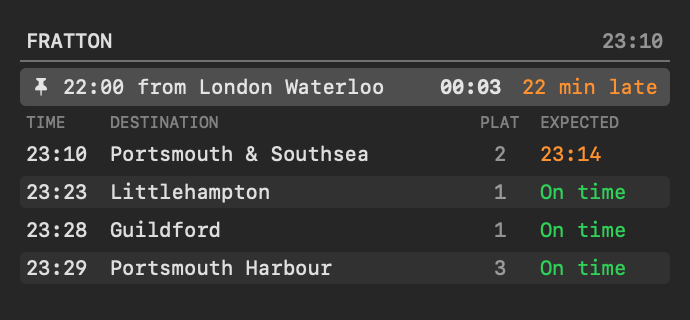 FRATTON 23:10
22:00 from London Waterloo 00:03 22 min late
TIME DESTINATION PLAT EXPECTED
23:10 Portsmouth & Southsea 2 23:14
23:23 Littlehampton 1 On time
23:28 Guildford 1 On time
23:29 Portsmouth Harbour 3 On time